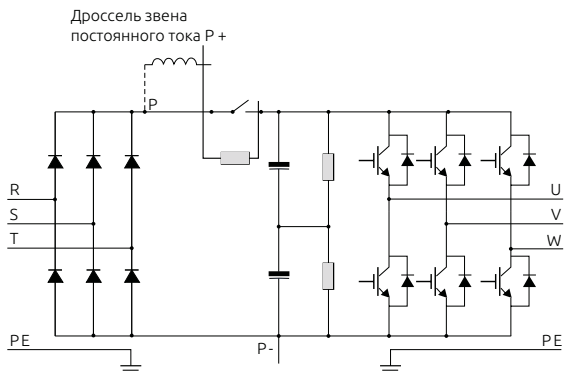 Дроссель звена
постоянного тока P +
P
R
S
T
U
V
W
PE
P-
PE